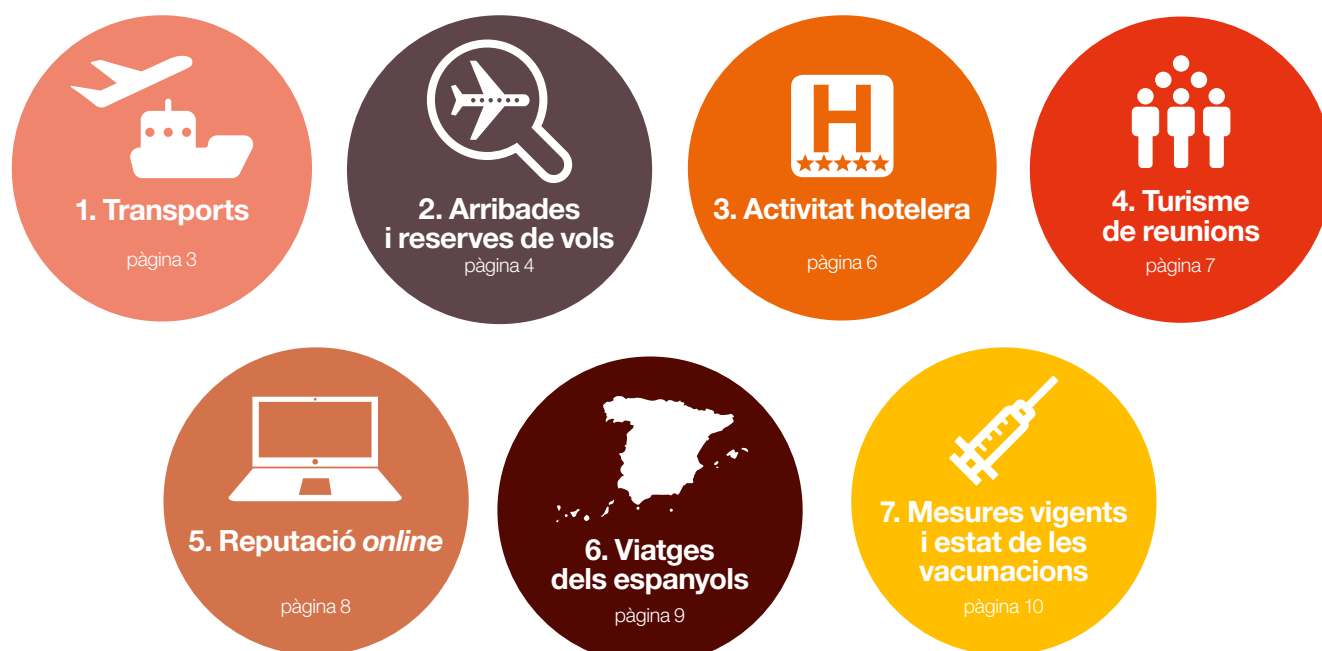 1. Transports
pàgina 3
2. Arribades
i reserves de vols
pàgina 4
H
3. Activitat hotelera
pàgina 6
4. Turisme
de reunions
pàgina 7
5. Reputació online
pàgina 8
6. Viatges
dels espanyols
pàgina 9
7. Mesures vigents
i estat de les
vacunacions
pàgina 10